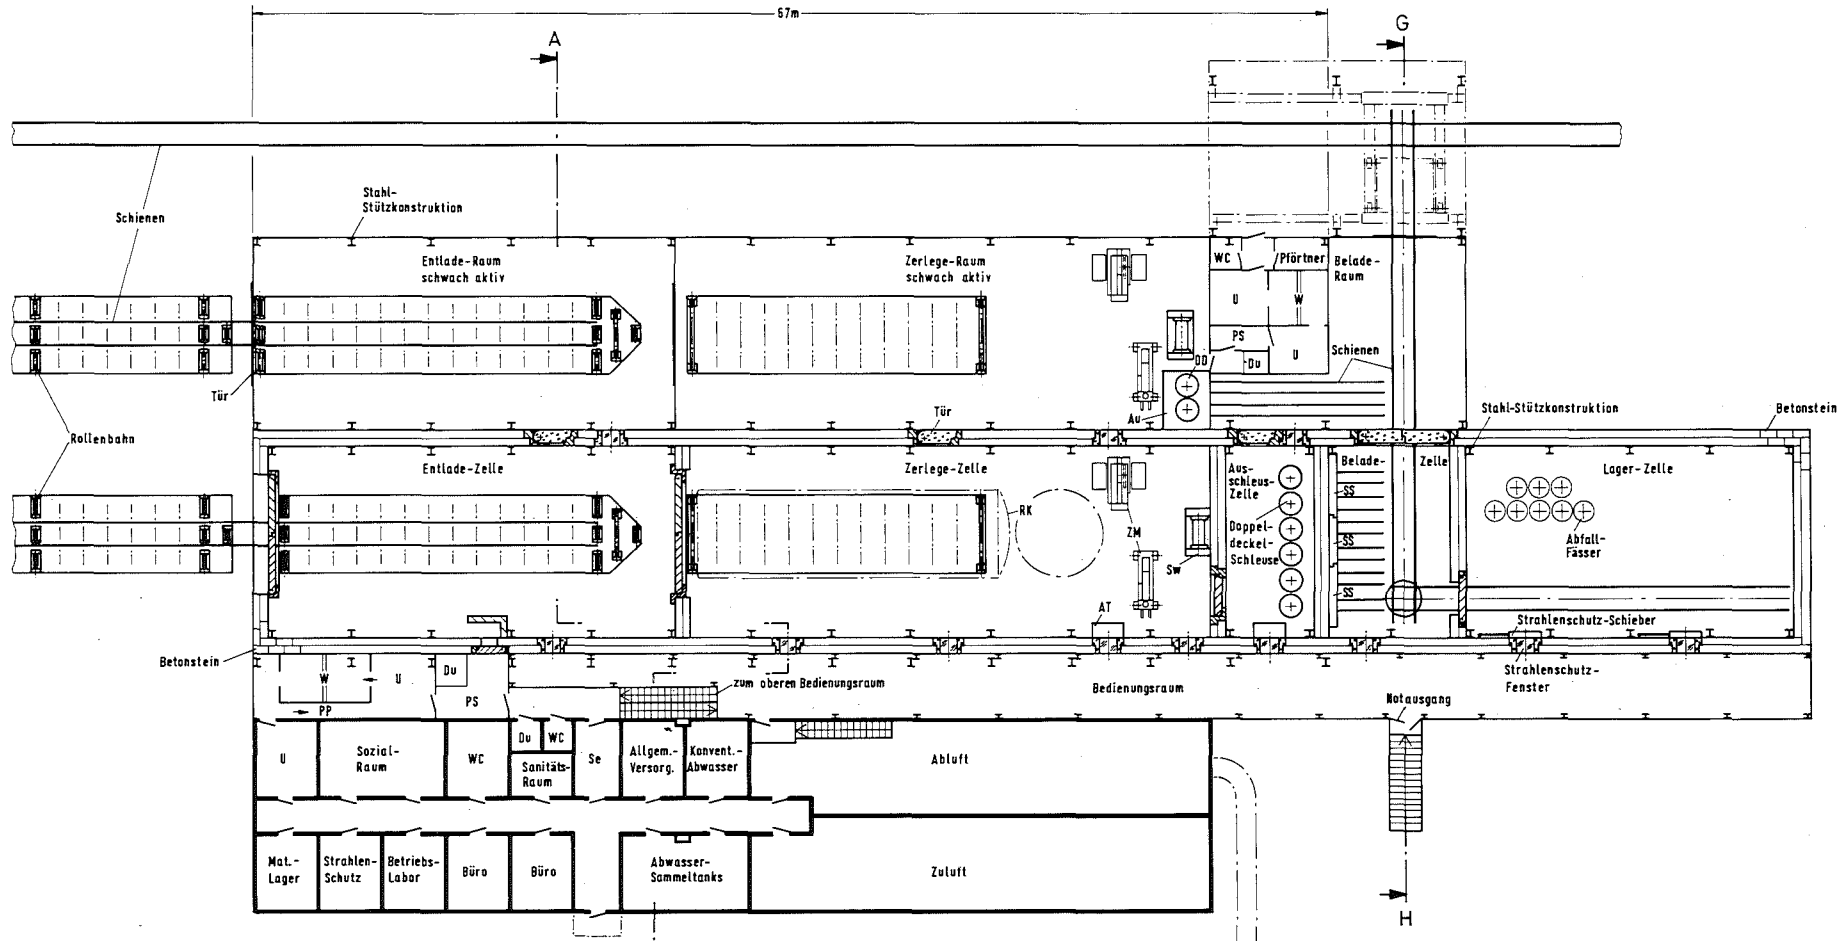 67m
A
G
Stahl-
Stützkonstruktion
Schienen
Entlade-Raum
schwach aktiv
Zerlege-Raum
schwach aktiv
WC
Pförtner
Belade-
Raum
U
W
PS
U
Du
DD
Schienen
Tür
Au
Tür
Stahl-Stützkonstruktion
Betonstein
Rollenbahn
Entlade-Zelle
Zerlege-Zelle
Aus-
schleus-
Zelle
Belade-
Zelle
Lager-Zelle
SS
RK
ZM
Doppel-
deckel-
Schleuse
SS
Abfall-
Fässer
Sw
SS
AT
Strahlenschutz-Schieber
Betonstein
Strahlenschutz-
Fenster
W
U
Du
PS
PP
zum oberen Bedienungsraum
Bedienungsraum
Notausgang
U
Sozial-
Raum
WC
Du
WC
Sanitäts-
Raum
Se
Allgem.-
Versorg.
Konvent.-
Abwasser
Abluft
Mat.-
Lager
Strahlen-
Schutz
Betriebs-
Labor
Büro
Büro
Abwasser-
Sammeltanks
Zuluft
H